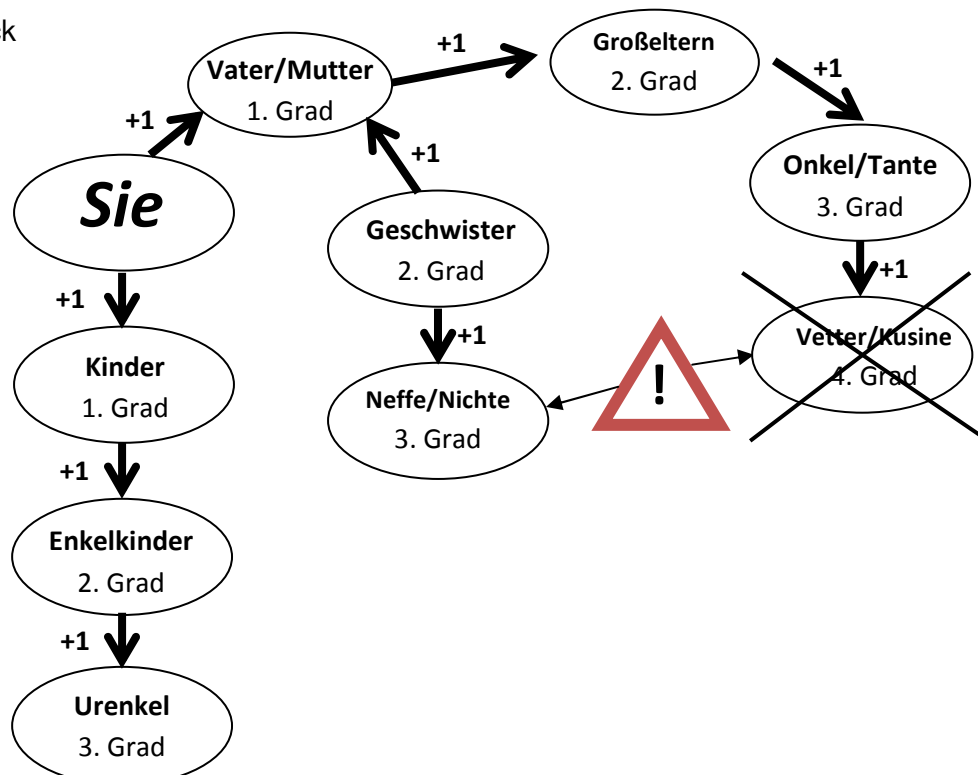 ck
Vater/Mutter
1. Grad
+1
Großeltern
2. Grad
+1
+1
Sie
+1
Onkel/Tante
3. Grad
Geschwister
2. Grad
+1
+1
Kinder
1. Grad
+1
Neffe/Nichte
3. Grad
!
Vetter/Kusine
4. Grad
+1
Enkelkinder
2. Grad
+1
Urenkel
3. Grad